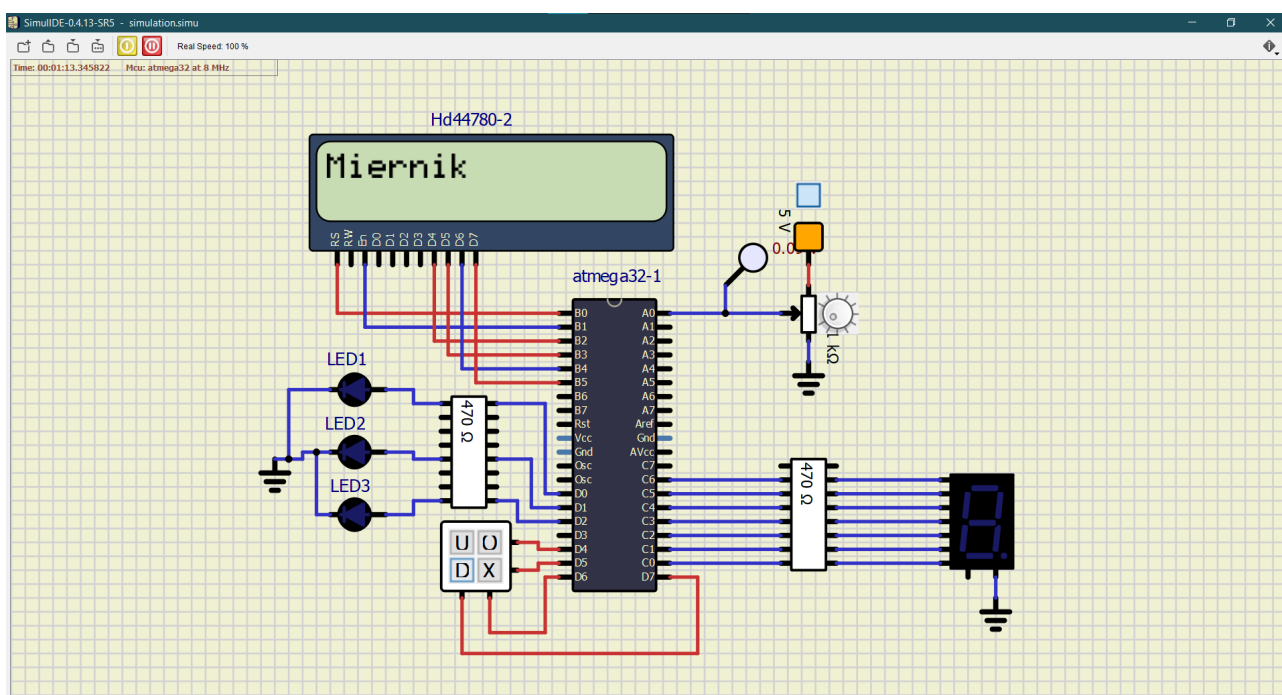 SimulIDE-0.4.13-SR5 - simulation.simu
Real Speed: 100 %
Time: 00:01:13.345822 Mcu: atmega32 at 8 MHz
Hd44780-2
Miernik
RS RW En D0 D1 D2 D3 D4 D5 D6 D7
5 V
0.0
1 kΩ
atmega32-1
B0 A0
B1 A1
B2 A2
B3 A3
B4 A4
B5 A5
B6 A6
B7 A7
Rst Aref
Vcc Gnd
Gnd AVcc
Osc C7
Osc C6
D0 C5
D1 C4
D2 C3
D3 C2
D4 C1
D5 C0
D6 D7
LED1
LED2
LED3
470 Ω
U O
D X
470 Ω